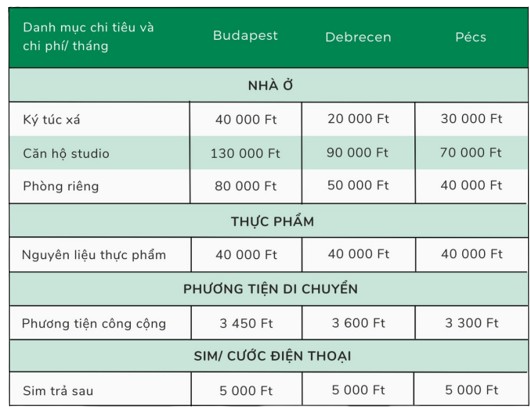 Danh mục chi tiêu và
chi phí/ tháng
Budapest
Debrecen
Pécs
NHÀ Ở
Ký túc xá 40 000 Ft 20 000 Ft 30 000 Ft
Căn hộ studio 130 000 Ft 90 000 Ft 70 000 Ft
Phòng riêng 80 000 Ft 50 000 Ft 40 000 Ft
THỰC PHẨM
Nguyên liệu thực phẩm 40 000 Ft 40 000 Ft 40 000 Ft
PHƯƠNG TIỆN DI CHUYỂN
Phương tiện công cộng 3 450 Ft 3 600 Ft 3 300 Ft
SIM/ CƯỚC ĐIỆN THOẠI
Sim trả sau 5 000 Ft 5 000 Ft 5 000 Ft